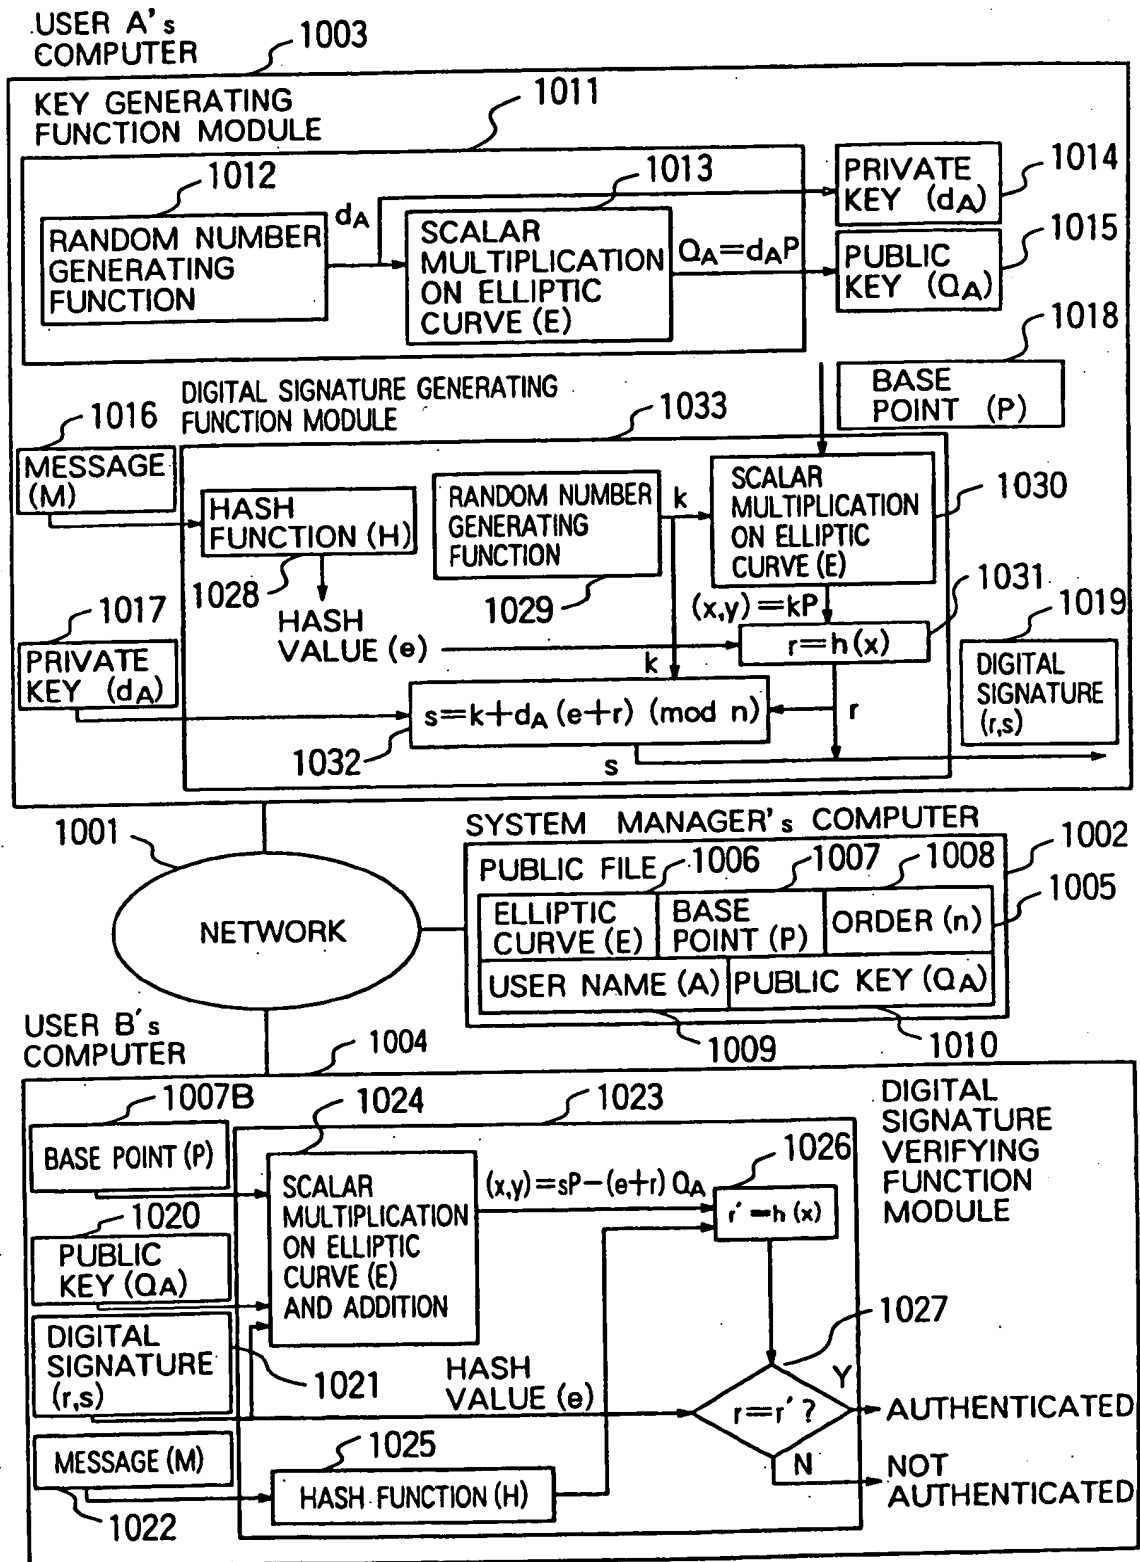 USER A's
COMPUTER
1003
KEY GENERATING
FUNCTION MODULE
1011
1012
1013
1014
RANDOM NUMBER
GENERATING
FUNCTION
dA
SCALAR
MULTIPLICATION
ON ELLIPTIC
CURVE (E)
QA=dAP
PRIVATE
KEY (dA)
1015
PUBLIC
KEY (QA)
1018
BASE
POINT (P)
DIGITAL SIGNATURE GENERATING
FUNCTION MODULE
1033
1016
MESSAGE
(M)
HASH
FUNCTION (H)
1028
RANDOM NUMBER
GENERATING
FUNCTION
1029
k
SCALAR
MULTIPLICATION
ON ELLIPTIC
CURVE (E)
1030
HASH
VALUE (e)
(x,y)=kP
1031
r=h(x)
1017
PRIVATE
KEY (dA)
k
s=k+dA (e+r) (mod n)
1032
r
s
1019
DIGITAL
SIGNATURE
(r,s)
1001
NETWORK
SYSTEM MANAGER's COMPUTER
1002
PUBLIC FILE
1006
1007
1008
1005
ELLIPTIC
CURVE (E)
BASE
POINT (P)
ORDER (n)
USER NAME (A)
PUBLIC KEY (QA)
1009
1010
USER B's
COMPUTER
1004
1007B
BASE POINT (P)
1024
1023
DIGITAL
SIGNATURE
VERIFYING
FUNCTION
MODULE
SCALAR
MULTIPLICATION
ON ELLIPTIC
CURVE (E)
AND ADDITION
(x,y)=sP-(e+r) QA
1026
r'=h(x)
1020
PUBLIC
KEY (QA)
DIGITAL
SIGNATURE
(r,s)
1021
HASH
VALUE (e)
1027
r=r'?
Y
AUTHENTICATED
N
NOT
AUTHENTICATED
MESSAGE (M)
1022
1025
HASH FUNCTION (H)